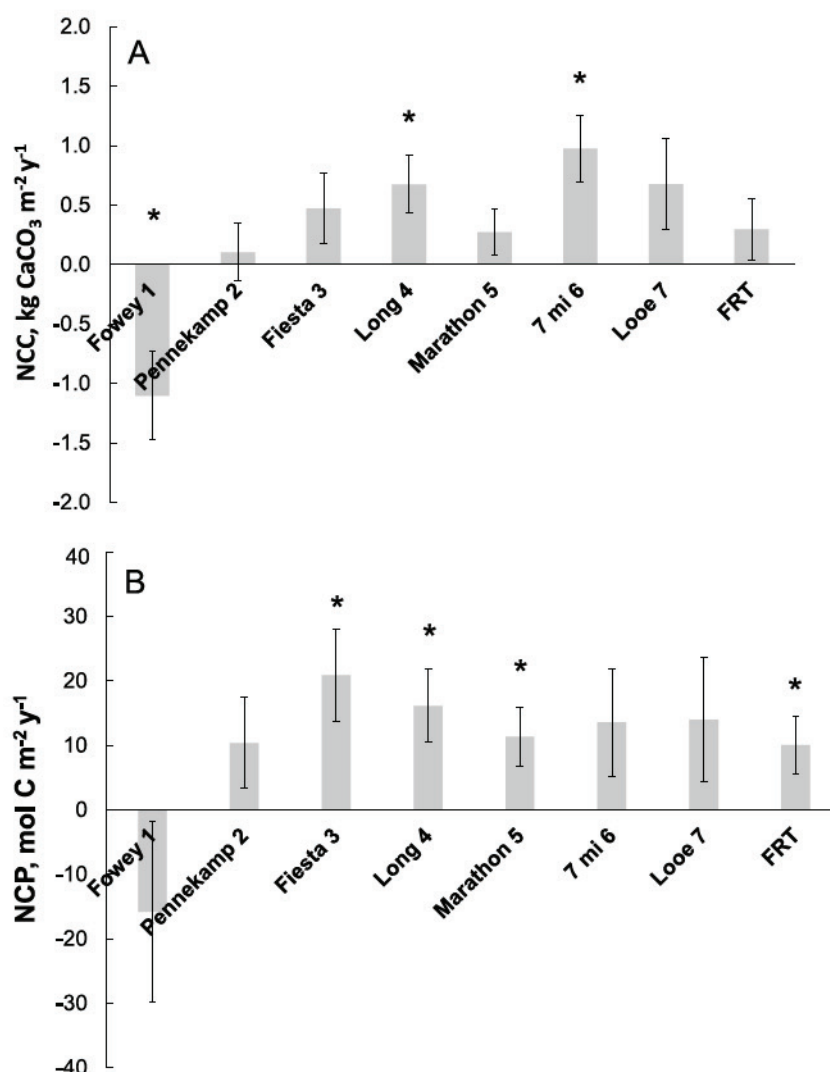 A
NCC, kg CaCO₃ m⁻² y⁻¹
2.0
1.5
1.0
0.5
0.0
-0.5
-1.0
-1.5
-2.0
*
*
*
Fowey 1
Pennekamp 2
Fiesta 3
Long 4
Marathon 5
7 mi 6
Looe 7
FRT
B
NCP, mol C m⁻² y⁻¹
40
30
20
10
0
-10
-20
-30
-40
*
*
*
*
Fowey 1
Pennekamp 2
Fiesta 3
Long 4
Marathon 5
7 mi 6
Looe 7
FRT